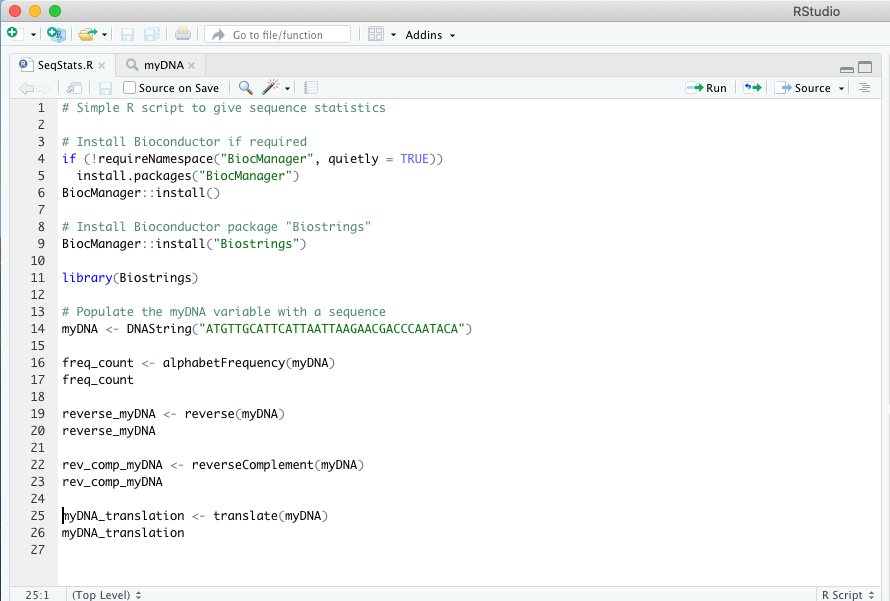 RStudio
Go to file/function
Addins
SeqStats.R
myDNA
Source on Save
Run
Source
1 # Simple R script to give sequence statistics
2
3 # Install Bioconductor if required
4 if (!requireNamespace("BiocManager", quietly = TRUE))
5   install.packages("BiocManager")
6 BiocManager::install()
7
8 # Install Bioconductor package "Biostrings"
9 BiocManager::install("Biostrings")
10
11 library(Biostrings)
12
13 # Populate the myDNA variable with a sequence
14 myDNA <- DNAString("ATGTTGCATTCATTAATTAAGAACGACCCAATACA")
15
16 freq_count <- alphabetFrequency(myDNA)
17 freq_count
18
19 reverse_myDNA <- reverse(myDNA)
20 reverse_myDNA
21
22 rev_comp_myDNA <- reverseComplement(myDNA)
23 rev_comp_myDNA
24
25 myDNA_translation <- translate(myDNA)
26 myDNA_translation
27
25:1 (Top Level) R Script